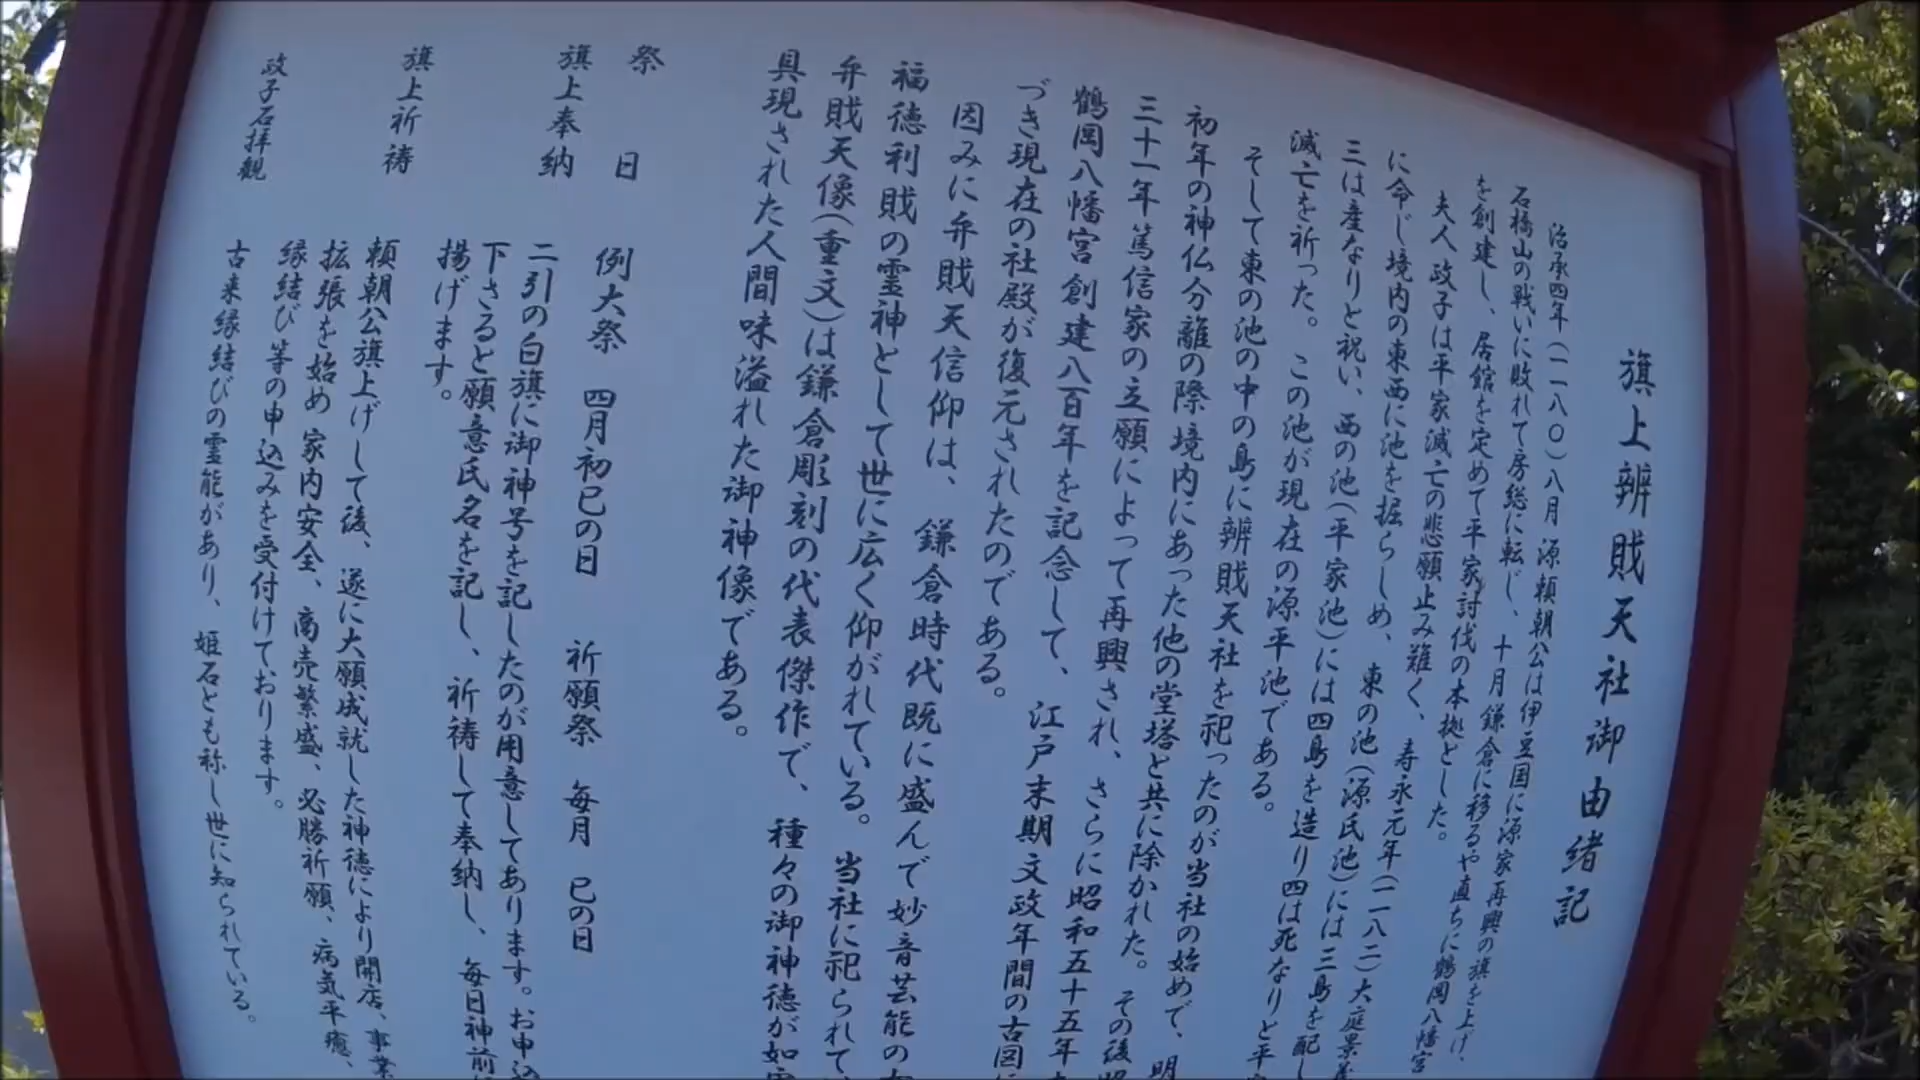 旗上辨財天社御由緒記
治承四年(一一八〇)八月 源頼朝公は伊豆国に源家再興の旗を上げ、
石橋山の戦いに敗れて房総に転じ、十月鎌倉に移るや直ちに鶴岡八幡宮
を創建し、居館を定めて平家討伐の本拠とした。
夫人政子は平家滅亡の悲願止み難く、寿永元年(一一八二)大庭景
に命じ境内の東西に池を掘らしめ、東の池(源氏池)には三島を配し
三は産なりと祝い、西の池(平家池)には四島を造り四は死なりと平
滅亡を祈った。この池が現在の源平池である。
そして東の池の中の島に辨財天社を祀ったのが当社の始めで、明
初年の神仏分離の際境内にあった他の堂塔と共に除かれた。その後昭
三十一年篤信家の立願によって再興され、さらに昭和五十五年
鶴岡八幡宮創建八百年を記念して、江戸末期文政年間の古図に
づき現在の社殿が復元されたのである。
因みに弁財天信仰は、鎌倉時代既に盛んで妙音芸能の
福徳利財の霊神として世に広く仰がれている。当社に祀られて
弁財天像(重文)は鎌倉彫刻の代表傑作で、種々の御神徳が如
具現された人間味溢れた御神像である。
祭日 例大祭 四月初巳の日 祈願祭 毎月 巳の日
旗上奉納 二引の白旗に御神号を記したのが用意してあります。お申込
下さると願意氏名を記し、祈祷して奉納し、毎日神前
揚げます。
旗上祈祷 頼朝公旗上げして後、遂に大願成就した神徳により開店、事業
拡張を始め 家内安全、商売繁盛、必勝祈願、病気平癒、
縁結び等の申込みを受付けております。
政子石拝観 古来縁結びの霊能があり、姫石とも称し世に知られている。